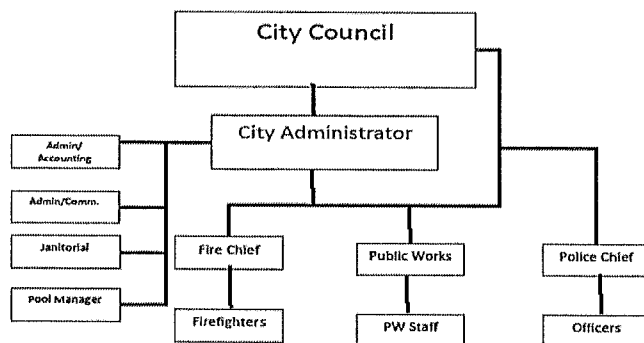 City Council
City Administrator
Admin/
Accounting
Admin/Comm.
Janitorial
Pool Manager
Fire Chief
Public Works
Police Chief
Firefighters
PW Staff
Officers